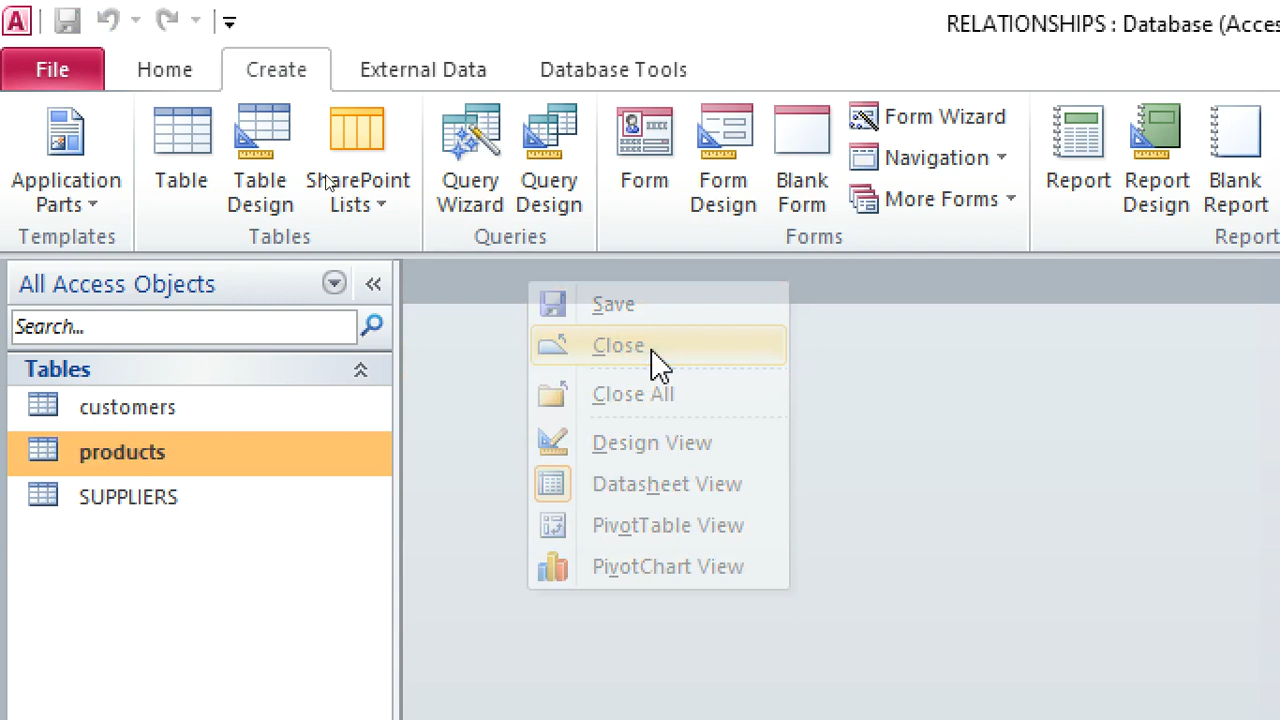 A
RELATIONSHIPS : Database (Acces
File Home Create External Data Database Tools
Application Parts
Table
Table Design
SharePoint Lists
Query Wizard
Query Design
Form
Form Design
Blank Form
Form Wizard
Navigation
More Forms
Report
Report Design
Blank Report
Templates Tables Queries Forms Report
All Access Objects
Search...
Tables
customers
products
SUPPLIERS
Save
Close
Close All
Design View
Datasheet View
PivotTable View
PivotChart View